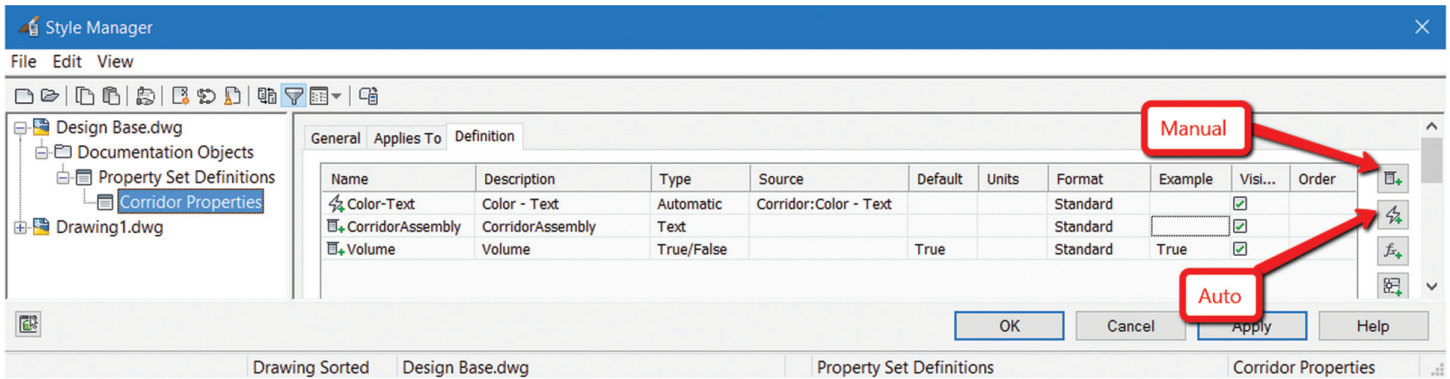 Style Manager
File Edit View
Design Base.dwg
Documentation Objects
Property Set Definitions
Corridor Properties
Drawing1.dwg
General Applies To Definition
Manual
Name Description Type Source Default Units Format Example Visi... Order
Color-Text Color - Text Automatic Corridor:Color - Text Standard
CorridorAssembly CorridorAssembly Text Standard
Volume Volume True/False True Standard True
Auto
OK Cancel Apply Help
Drawing Sorted Design Base.dwg Property Set Definitions Corridor Properties